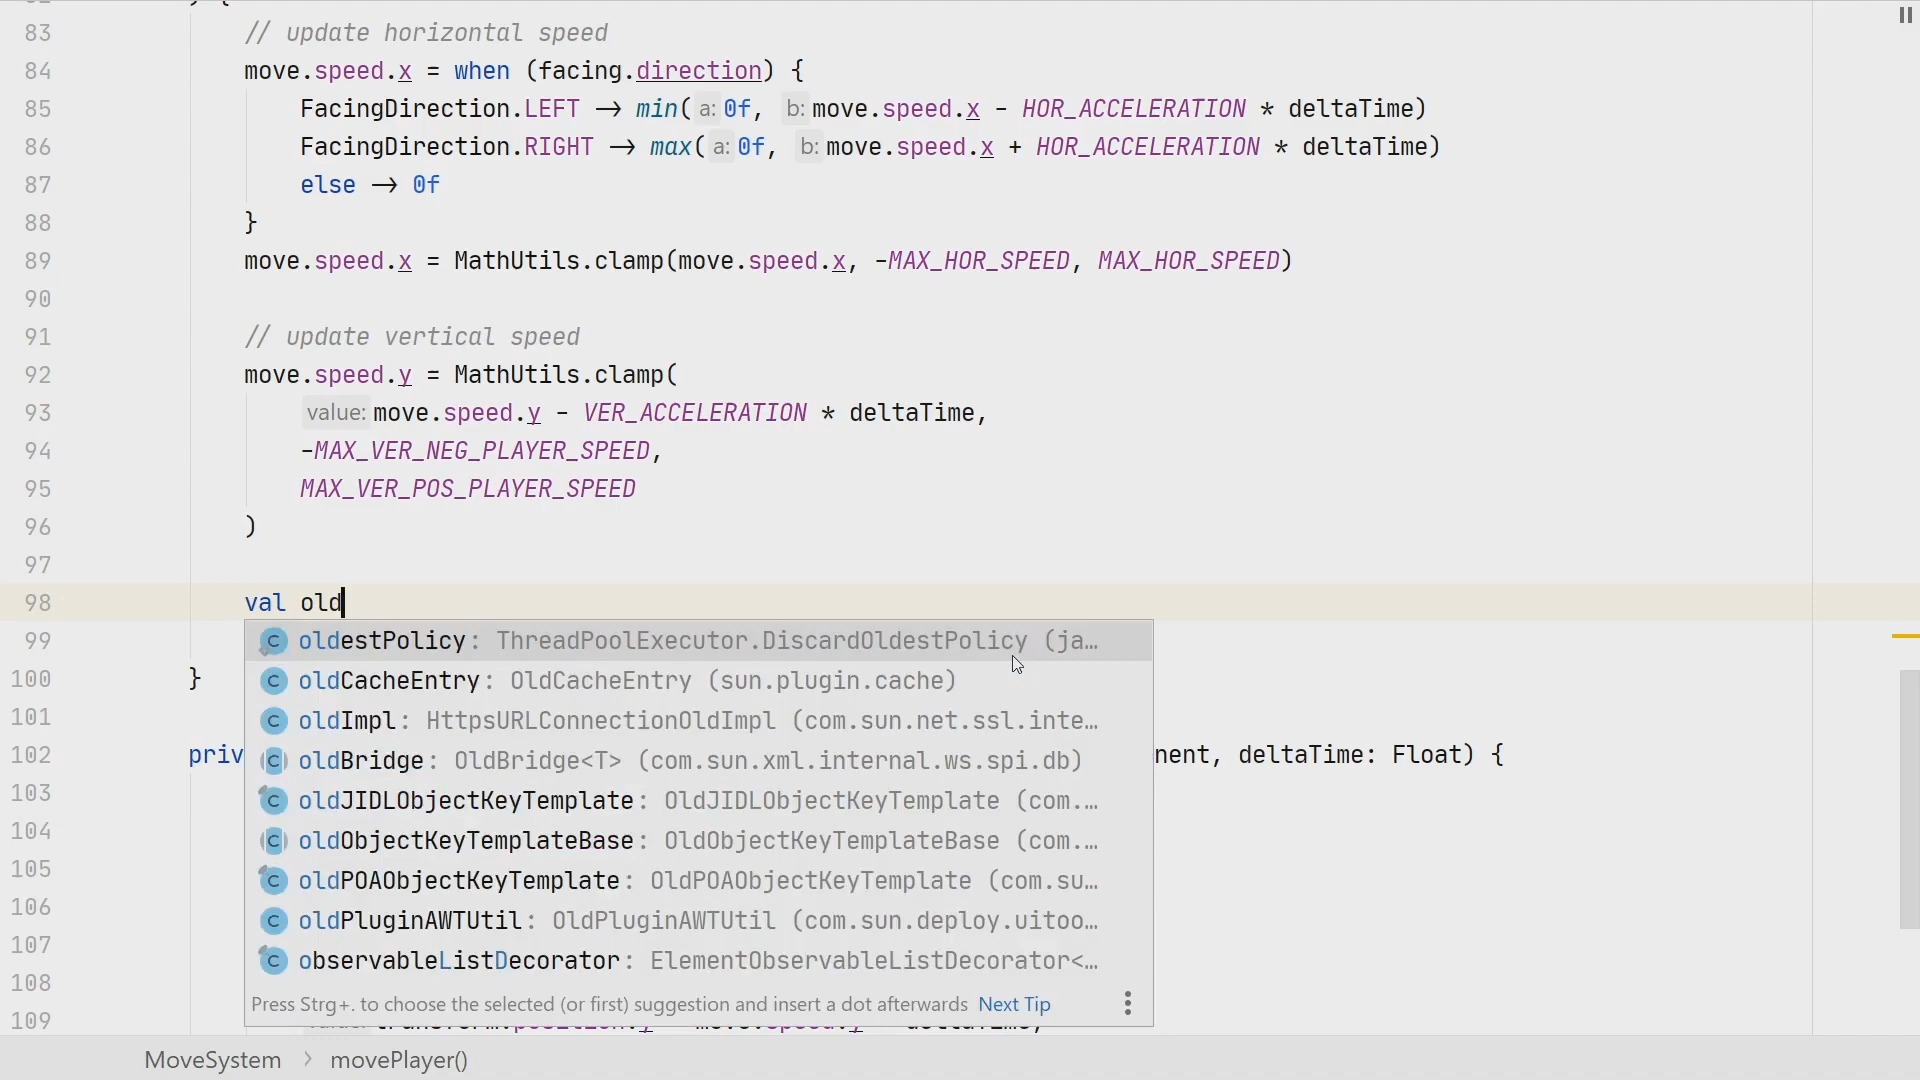 83 // update horizontal speed
84 move.speed.x = when (facing.direction) {
85 FacingDirection.LEFT -> min( a: 0f, b: move.speed.x - HOR_ACCELERATION * deltaTime)
86 FacingDirection.RIGHT -> max( a: 0f, b: move.speed.x + HOR_ACCELERATION * deltaTime)
87 else -> 0f
88 }
89 move.speed.x = MathUtils.clamp(move.speed.x, -MAX_HOR_SPEED, MAX_HOR_SPEED)
90
91 // update vertical speed
92 move.speed.y = MathUtils.clamp(
93 value: move.speed.y - VER_ACCELERATION * deltaTime,
94 -MAX_VER_NEG_PLAYER_SPEED,
95 MAX_VER_POS_PLAYER_SPEED
96 )
97
98 val old
99 oldestPolicy: ThreadPoolExecutor.DiscardOldestPolicy (ja…
100 } oldCacheEntry: OldCacheEntry (sun.plugin.cache)
101 oldImpl: HttpsURLConnectionOldImpl (com.sun.net.ssl.inte…
102 priv oldBridge: OldBridge<T> (com.sun.xml.internal.ws.spi.db) nent, deltaTime: Float) {
103 oldJIDLObjectKeyTemplate: OldJIDLObjectKeyTemplate (com.…
104 oldObjectKeyTemplateBase: OldObjectKeyTemplateBase (com.…
105 oldPOAObjectKeyTemplate: OldPOAObjectKeyTemplate (com.su…
106 oldPluginAWTUtil: OldPluginAWTUtil (com.sun.deploy.uitoo…
107 observableListDecorator: ElementObservableListDecorator<…
108 Press Strg+. to choose the selected (or first) suggestion and insert a dot afterwards Next Tip
109
MoveSystem > movePlayer()